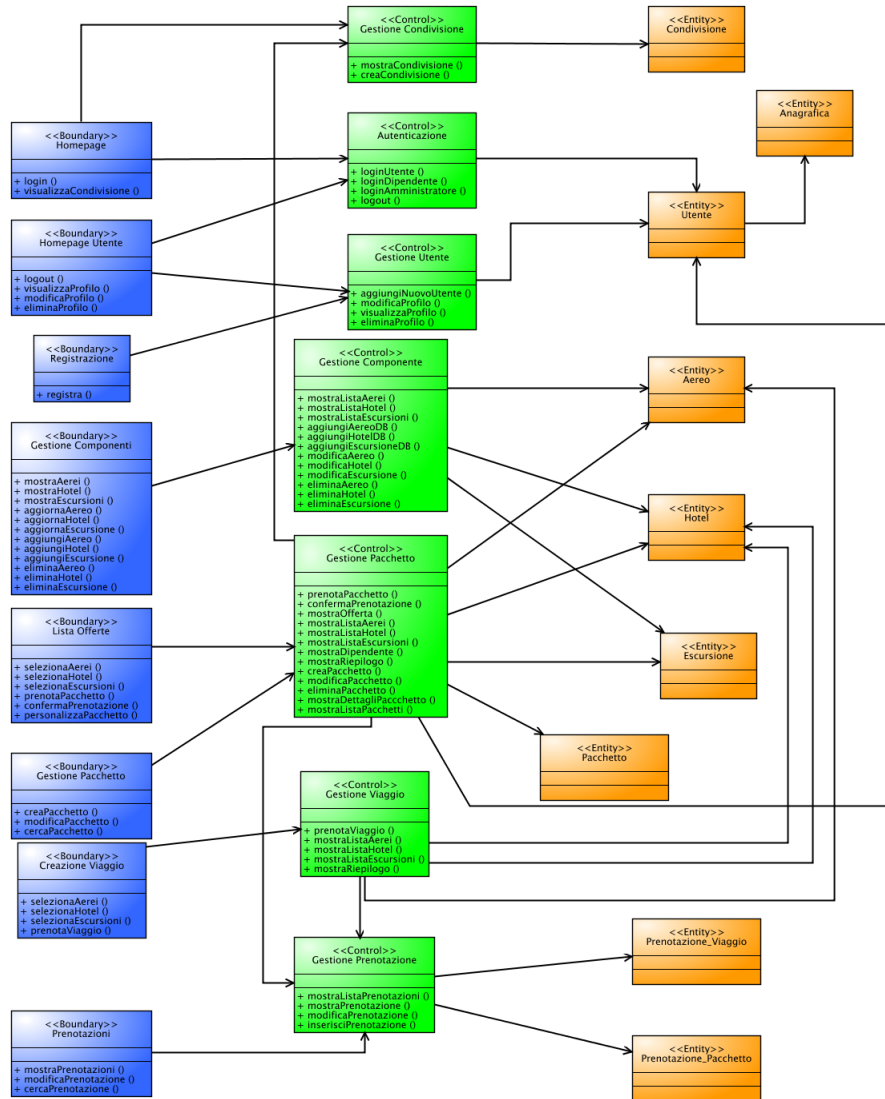 <<Control>>
Gestione Condivisione
+ mostraCondivisione ()
+ creaCondivisione ()
<<Entity>>
Condivisione
<<Entity>>
Anagrafica
<<Boundary>>
Homepage
+ login ()
+ visualizzaCondivisione ()
<<Control>>
Autenticazione
+ loginUtente ()
+ loginDipendente ()
+ loginAmministratore ()
+ logout ()
<<Entity>>
Utente
<<Boundary>>
Homepage Utente
+ logout ()
+ visualizzaProfilo ()
+ modificaProfilo ()
+ eliminaProfilo ()
<<Control>>
Gestione Utente
+ aggiungiNuovoUtente ()
+ modificaProfilo ()
+ visualizzaProfilo ()
+ eliminaProfilo ()
<<Boundary>>
Registrazione
+ registra ()
<<Control>>
Gestione Componente
+ mostraListaAerei ()
+ mostraListaHotel ()
+ mostraListaEscursioni ()
+ aggiungiAereoDB ()
+ aggiungiHotelDB ()
+ aggiungiEscursioneDB ()
+ modificaAereo ()
+ modificaHotel ()
+ modificaEscursione ()
+ eliminaAereo ()
+ eliminaHotel ()
+ eliminaEscursione ()
<<Entity>>
Aereo
<<Boundary>>
Gestione Componenti
+ mostraAerei ()
+ mostraHotel ()
+ mostraEscursioni ()
+ aggiornaAereo ()
+ aggiornaHotel ()
+ aggiornaEscursione ()
+ aggiungiAereo ()
+ aggiungiHotel ()
+ aggiungiEscursione ()
+ eliminaAereo ()
+ eliminaHotel ()
+ eliminaEscursione ()
<<Entity>>
Hotel
<<Control>>
Gestione Pacchetto
+ prenotaPacchetto ()
+ confermaPrenotazione ()
+ mostraOfferta ()
+ mostraListaAerei ()
+ mostraListaHotel ()
+ mostraListaEscursioni ()
+ mostraDipendente ()
+ mostraRiepilogo ()
+ creaPacchetto ()
+ modificaPacchetto ()
+ eliminaPacchetto ()
+ mostraDettagliPaccchetto ()
+ mostraListaPacchetti ()
<<Boundary>>
Lista Offerte
+ selezionaAerei ()
+ selezionaHotel ()
+ selezionaEscursioni ()
+ prenotaPacchetto ()
+ confermaPrenotazione ()
+ personalizzaPacchetto ()
<<Entity>>
Escursione
<<Entity>>
Pacchetto
<<Boundary>>
Gestione Pacchetto
+ creaPacchetto ()
+ modificaPacchetto ()
+ cercaPacchetto ()
<<Control>>
Gestione Viaggio
+ prenotaViaggio ()
+ mostraListaAerei ()
+ mostraListaHotel ()
+ mostraListaEscursioni ()
+ mostraRiepilogo ()
<<Boundary>>
Creazione Viaggio
+ selezionaAerei ()
+ selezionaHotel ()
+ selezionaEscursioni ()
+ prenotaViaggio ()
<<Entity>>
Prenotazione_Viaggio
<<Control>>
Gestione Prenotazione
+ mostraListaPrenotazioni ()
+ mostraPrenotazione ()
+ modificaPrenotazione ()
+ inserisciPrenotazione ()
<<Boundary>>
Prenotazioni
+ mostraPrenotazioni ()
+ modificaPrenotazione ()
+ cercaPrenotazione ()
<<Entity>>
Prenotazione_Pacchetto